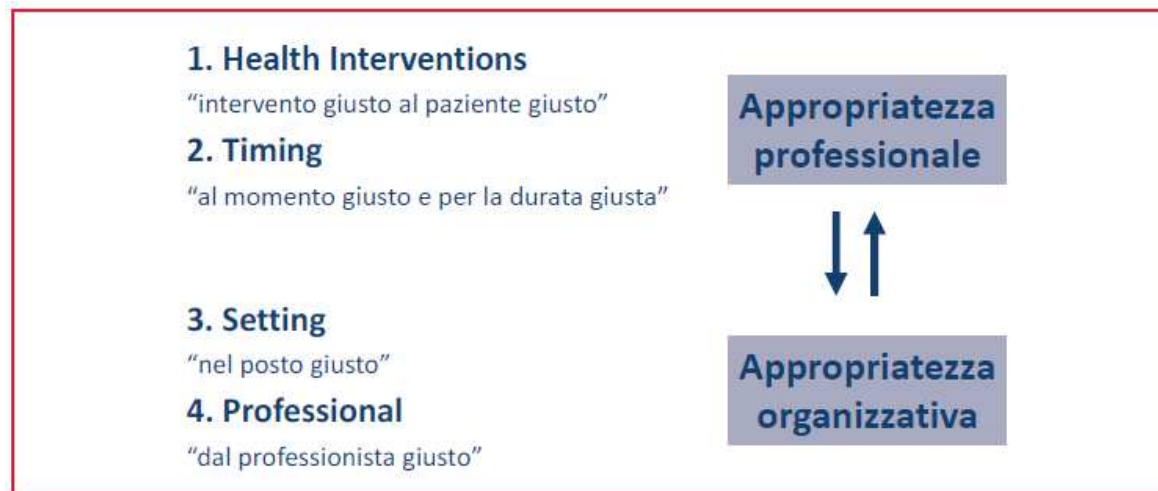 1. Health Interventions
“intervento giusto al paziente giusto”
2. Timing
“al momento giusto e per la durata giusta”
3. Setting
“nel posto giusto”
4. Professional
“dal professionista giusto”
Appropriatezza
professionale
Appropriatezza
organizzativa